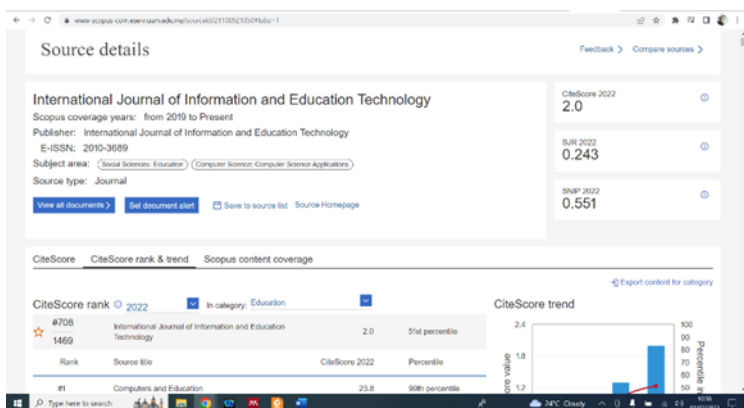 Source details
Feedback >
Compare sources >
International Journal of Information and Education Technology
Scopus coverage years: from 2019 to Present
Publisher: International Journal of Information and Education Technology
E-ISSN: 2010-3689
Subject area: Social Sciences: Education Computer Science: Computer Science Applications
Source type: Journal
View all documents >
Set document alert
Save to source list
Source Homepage
CiteScore 2022
2.0
SJR 2022
0.243
SNIP 2022
0.551
CiteScore
CiteScore rank & trend
Scopus content coverage
Export content for category
CiteScore rank 2022 In category: Education
#708
1469
International Journal of Information and Education
Technology
2.0
51st percentile
Rank Source title CiteScore 2022 Percentile
#1 Computers and Education 23.8 99th percentile
CiteScore trend
2.4
1.8
1.2
100
90
80
70
60
50
Percentile in
ore value
Type here to search
24°C Cloudy